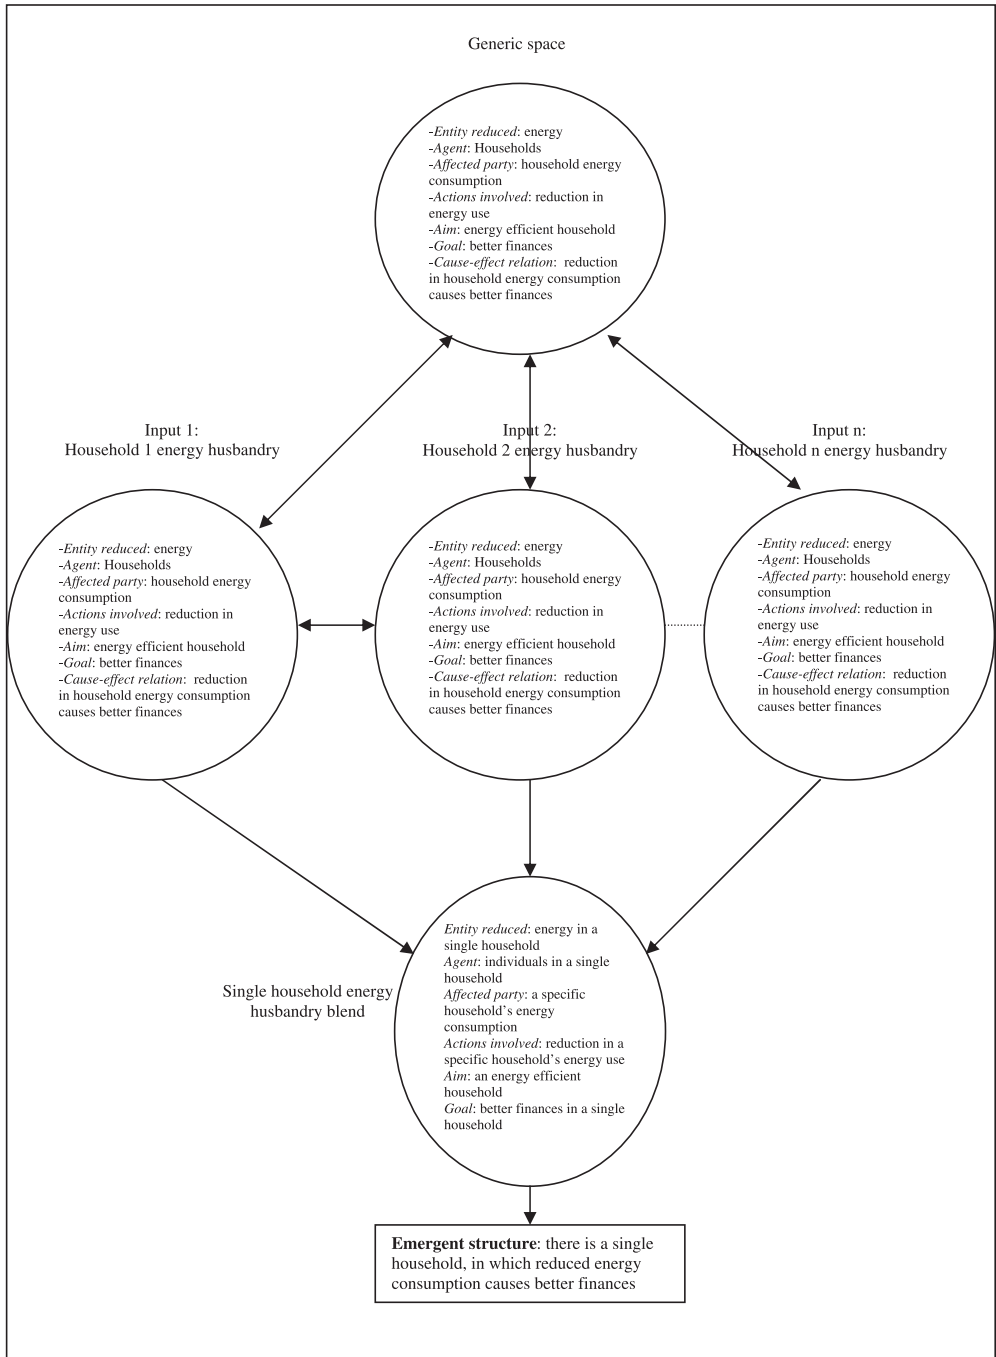 Generic space
-Entity reduced: energy
-Agent: Households
-Affected party: household energy
consumption
-Actions involved: reduction in
energy use
-Aim: energy efficient household
-Goal: better finances
-Cause-effect relation: reduction
in household energy consumption
causes better finances
Input 1:
Household 1 energy husbandry
Input 2:
Household 2 energy husbandry
Input n:
Household n energy husbandry
-Entity reduced: energy
-Agent: Households
-Affected party: household energy
consumption
-Actions involved: reduction in
energy use
-Aim: energy efficient household
-Goal: better finances
-Cause-effect relation: reduction
in household energy consumption
causes better finances
-Entity reduced: energy
-Agent: Households
-Affected party: household energy
consumption
-Actions involved: reduction in
energy use
-Aim: energy efficient household
-Goal: better finances
-Cause-effect relation: reduction
in household energy consumption
causes better finances
-Entity reduced: energy
-Agent: Households
-Affected party: household energy
consumption
-Actions involved: reduction in
energy use
-Aim: energy efficient household
-Goal: better finances
-Cause-effect relation: reduction
in household energy consumption
causes better finances
Single household energy
husbandry blend
Entity reduced: energy in a
single household
Agent: individuals in a single
household
Affected party: a specific
household's energy
consumption
Actions involved: reduction in a
specific household's energy use
Aim: an energy efficient
household
Goal: better finances in a single
household
Emergent structure: there is a single
household, in which reduced energy
consumption causes better finances